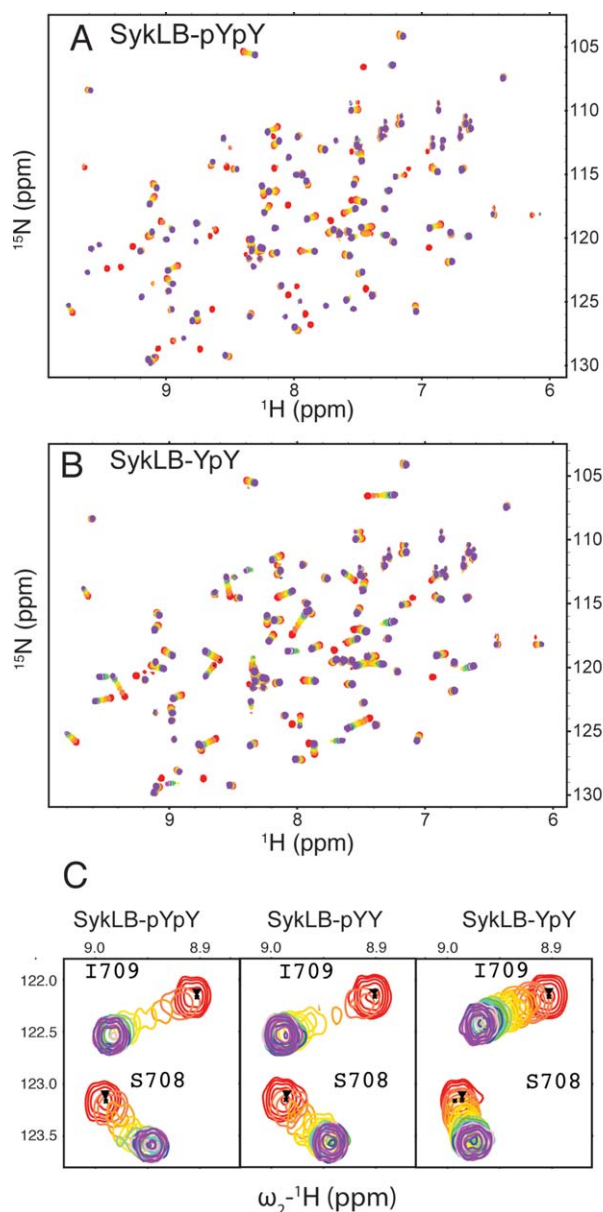 A SykLB-pYpY
105
110
115
120
125
130
¹⁵N (ppm)
9 8 7 6
¹H (ppm)
B SykLB-YpY
105
110
115
120
125
130
¹⁵N (ppm)
9 8 7 6
¹H (ppm)
C
SykLB-pYpY SykLB-pYY SykLB-YpY
9.0 8.9 9.0 8.9 9.0 8.9
122.0
122.5
123.0
123.5
I709 I709 I709
S708 S708 S708
ω₂-¹H (ppm)